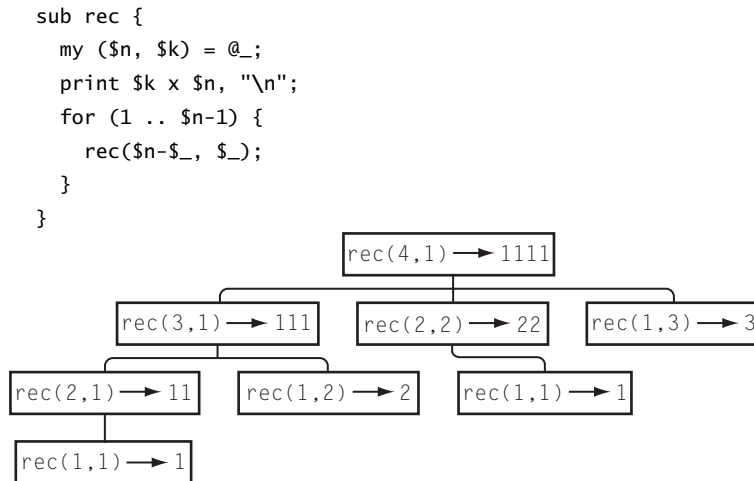 sub rec {
my ($n, $k) = @_;
print $k x $n, "\n";
for (1 .. $n-1) {
rec($n-$_, $_);
}
}
rec(4,1) → 1111
rec(3,1) → 111 rec(2,2) → 22 rec(1,3) → 3
rec(2,1) → 11 rec(1,2) → 2 rec(1,1) → 1
rec(1,1) → 1